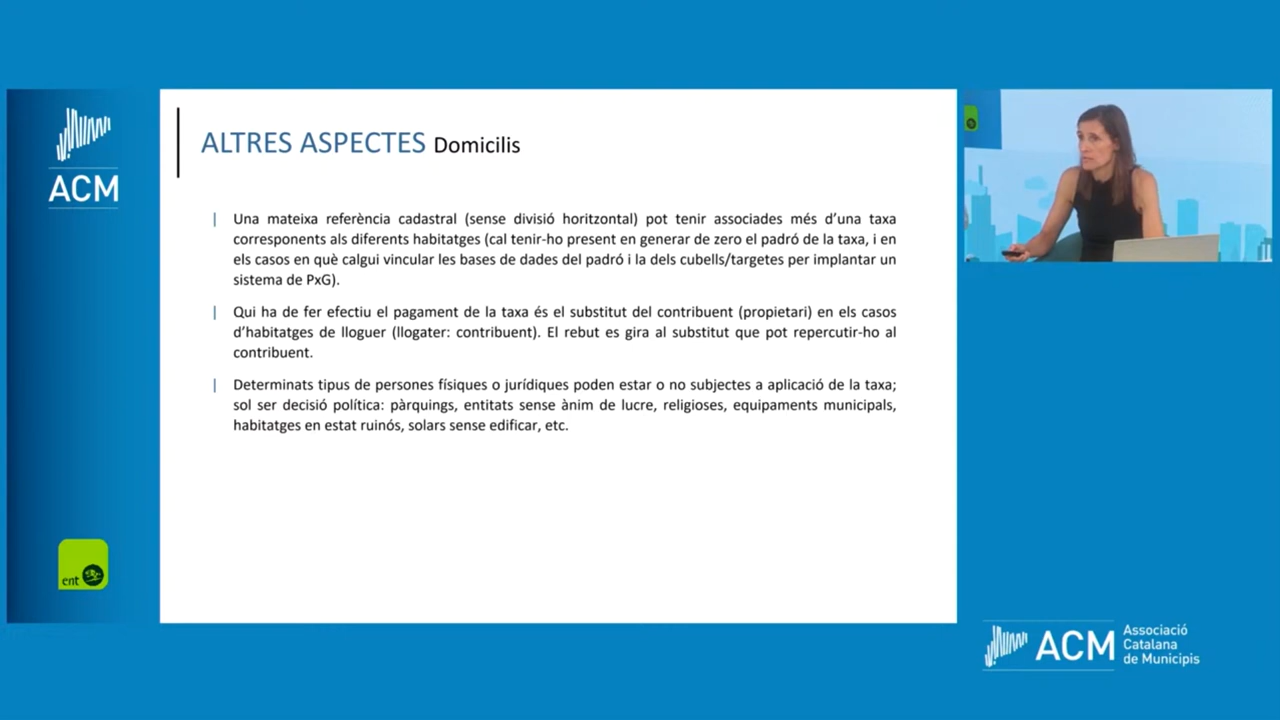 ACM
ALTRES ASPECTES Domicilis
| Una mateixa referència cadastral (sense divisió horitzontal) pot tenir associades més d’una taxa
corresponents als diferents habitatges (cal tenir-ho present en generar de zero el padró de la taxa, i en
els casos en què calgui vincular les bases de dades del padró i la dels cubells/targetes per implantar un
sistema de PxG).
| Qui ha de fer efectiu el pagament de la taxa és el substitut del contribuent (propietari) en els casos
d’habitatges de lloguer (llogater: contribuent). El rebut es gira al substitut que pot repercutir-ho al
contribuent.
| Determinats tipus de persones físiques o jurídiques poden estar o no subjectes a aplicació de la taxa;
sol ser decisió política: pàrquings, entitats sense ànim de lucre, religioses, equipaments municipals,
habitatges en estat ruinós, solars sense edificar, etc.
ent
ACM
Associació
Catalana
de Municipis